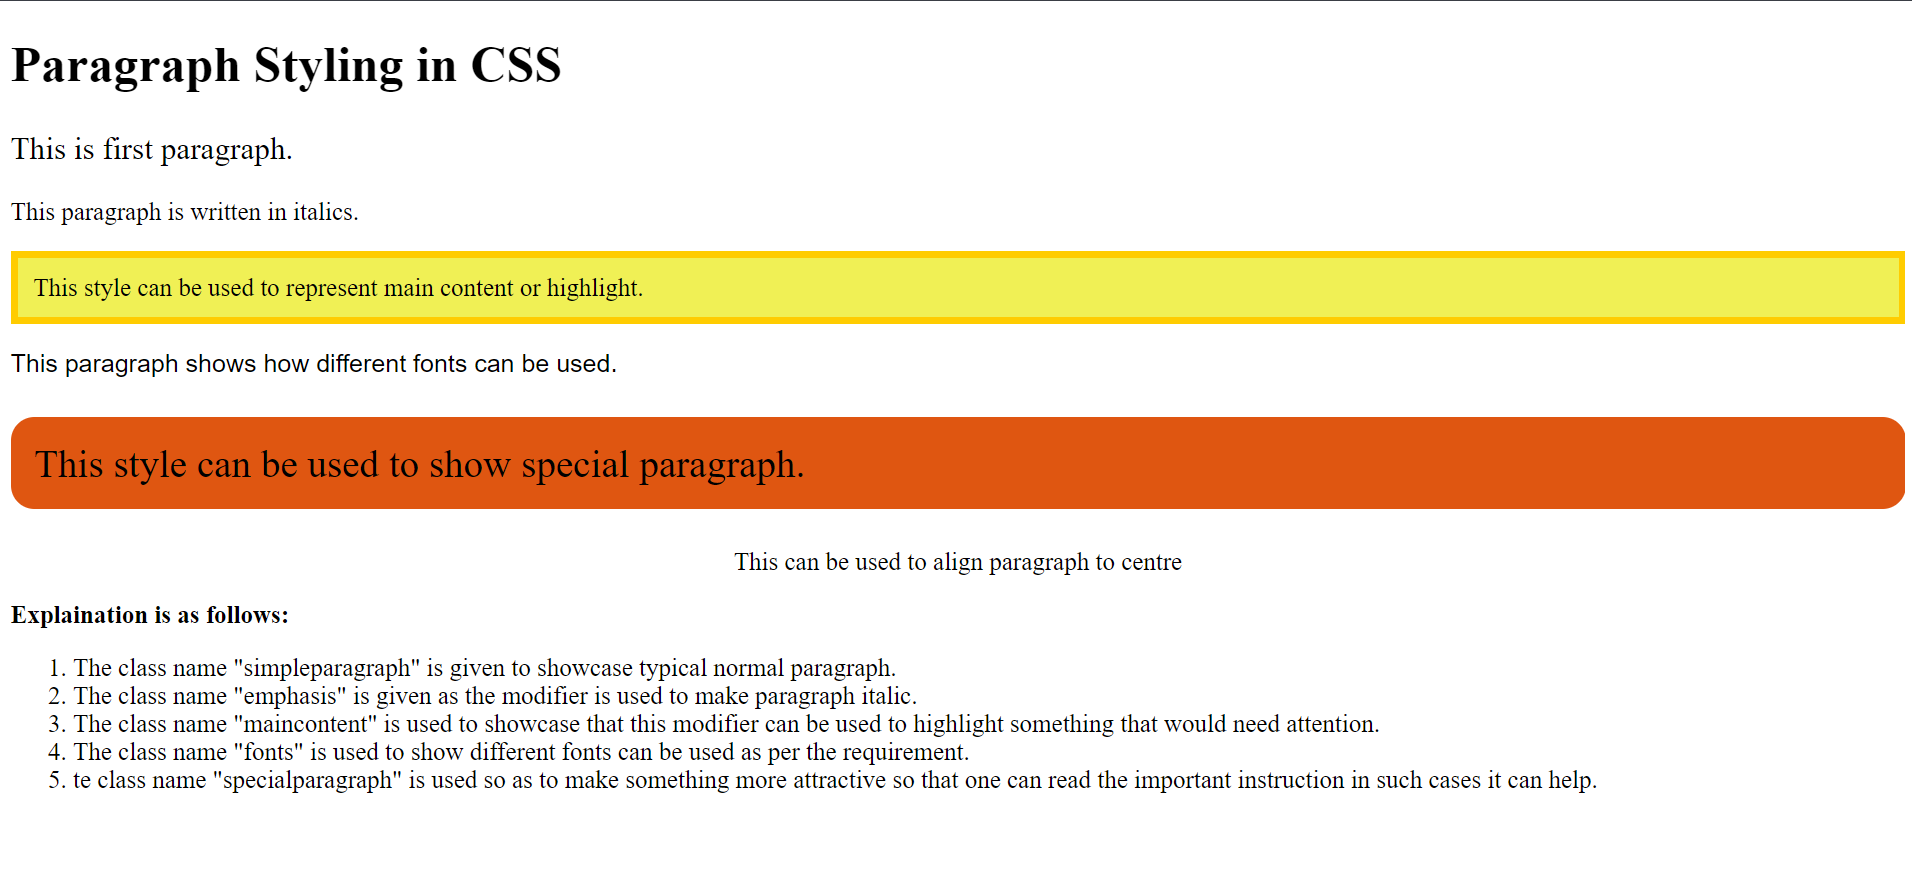 Paragraph Styling in CSS
This is first paragraph.
This paragraph is written in italics.
This style can be used to represent main content or highlight.
This paragraph shows how different fonts can be used.
This style can be used to show special paragraph.
This can be used to align paragraph to centre
Explaination is as follows:
1. The class name "simpleparagraph" is given to showcase typical normal paragraph.
2. The class name "emphasis" is given as the modifier is used to make paragraph italic.
3. The class name "maincontent" is used to showcase that this modifier can be used to highlight something that would need attention.
4. The class name "fonts" is used to show different fonts can be used as per the requirement.
5. te class name "specialparagraph" is used so as to make something more attractive so that one can read the important instruction in such cases it can help.